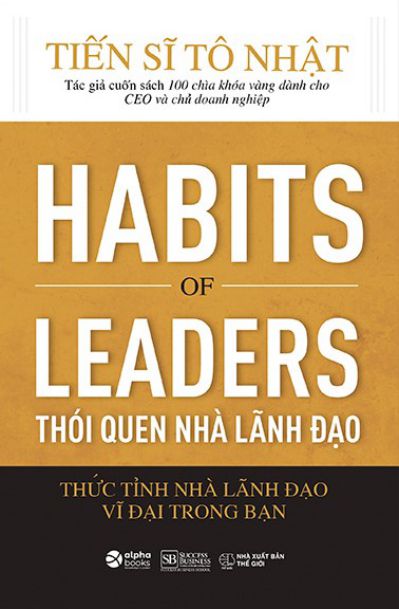 TIẾN SĨ TÔ NHẬT
Tác giả cuốn sách 100 chìa khóa vàng dành cho
CEO và chủ doanh nghiệp
HABITS
OF
LEADERS
THÓI QUEN NHÀ LÃNH ĐẠO
THỨC TỈNH NHÀ LÃNH ĐẠO
VĨ ĐẠI TRONG BẠN
alpha
books
SB
SUCCESS
BUSINESS
NHÀ XUẤT BẢN
THẾ GIỚI